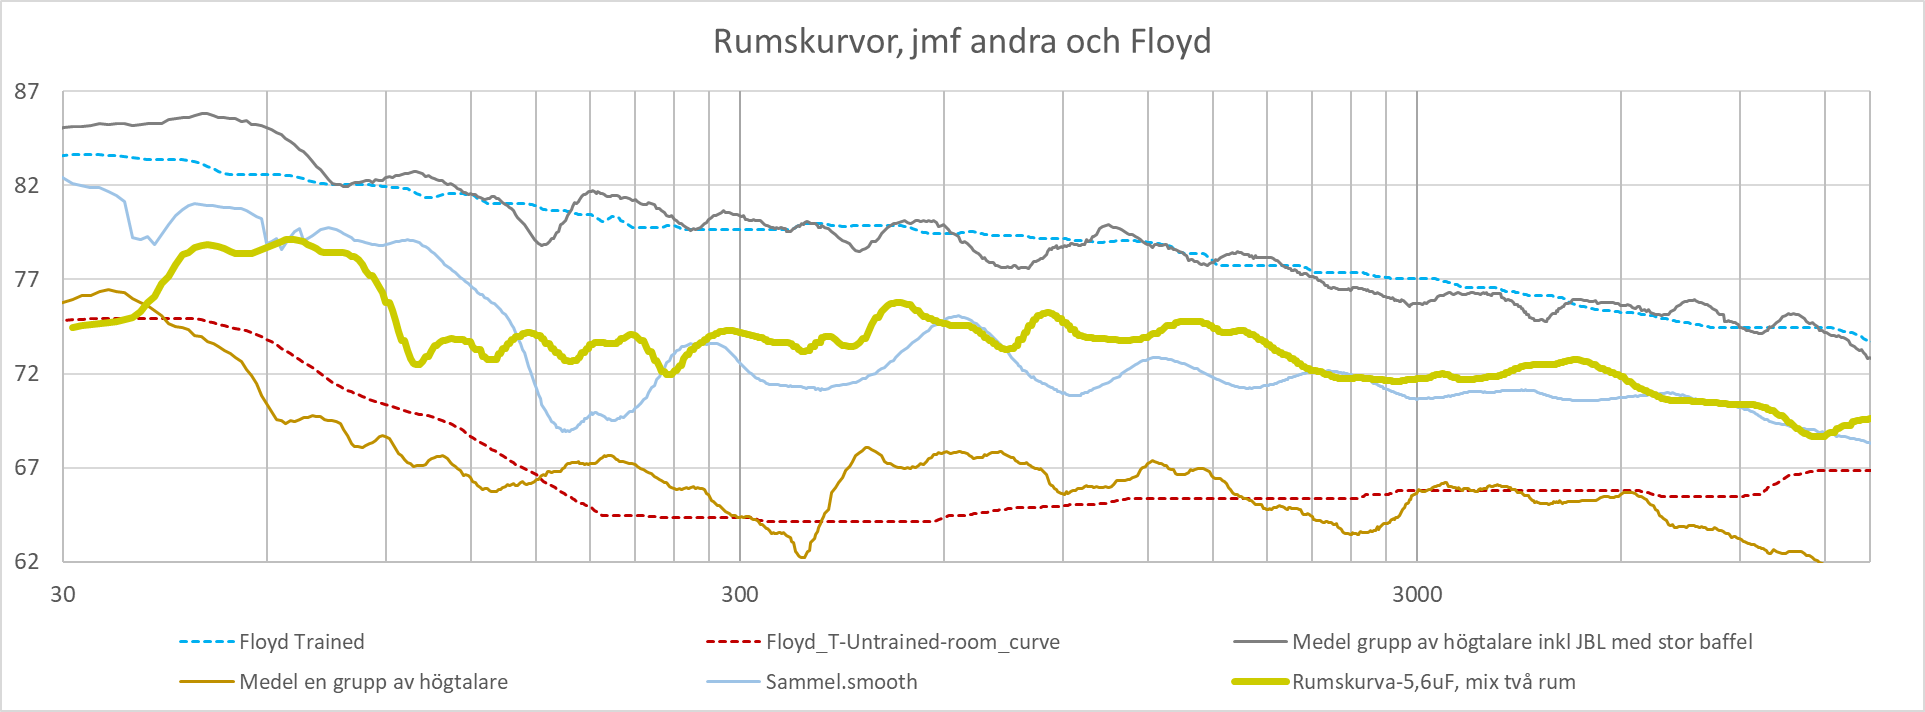 Rumskurvor, jmf andra och Floyd
87
82
77
72
67
62
30 300 3000
Floyd Trained Floyd_T-Untrained-room_curve Medel grupp av högtalare inkl JBL med stor baffel
Medel en grupp av högtalare Sammel.smooth Rumskurva-5,6uF, mix två rum